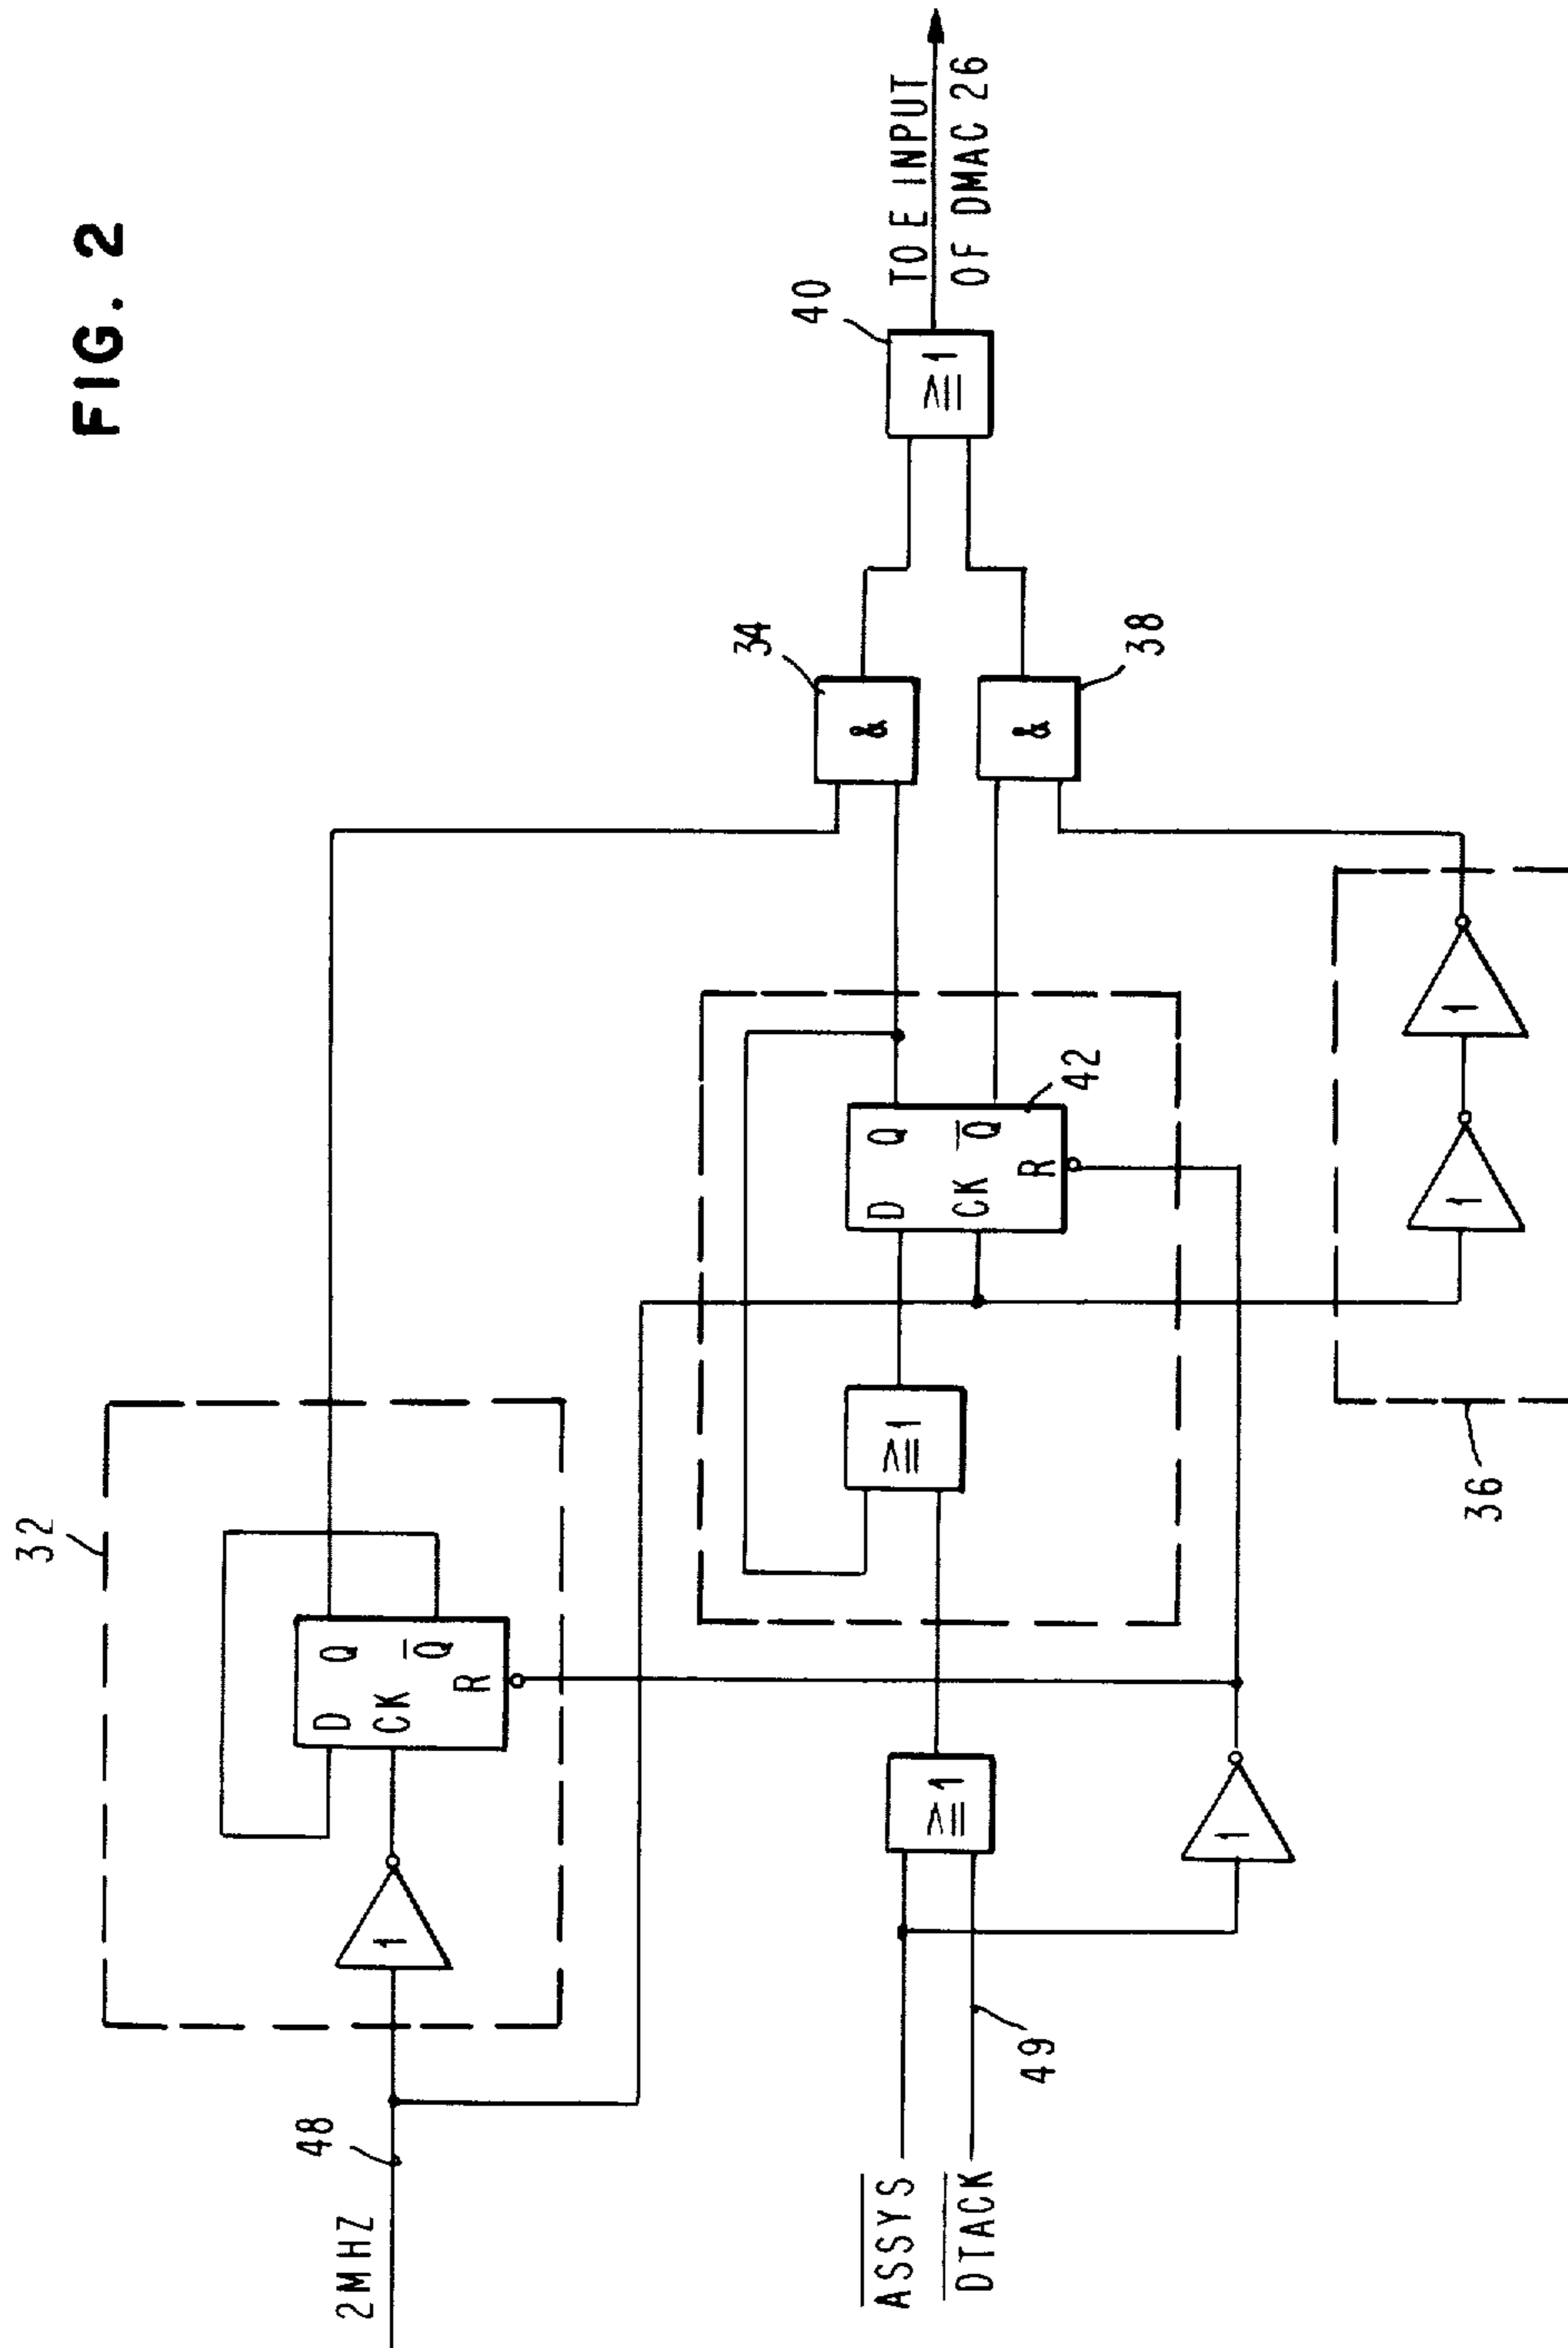 FIG. 2
32
48
2MHZ
1
D Q
CK Q
R
34
&
40
≥1
TO E INPUT
OF DMAC 26
ASSYS
DTACK
49
≥1
≥1
D Q
CK Q
R
42
&
38
1
36
1
1